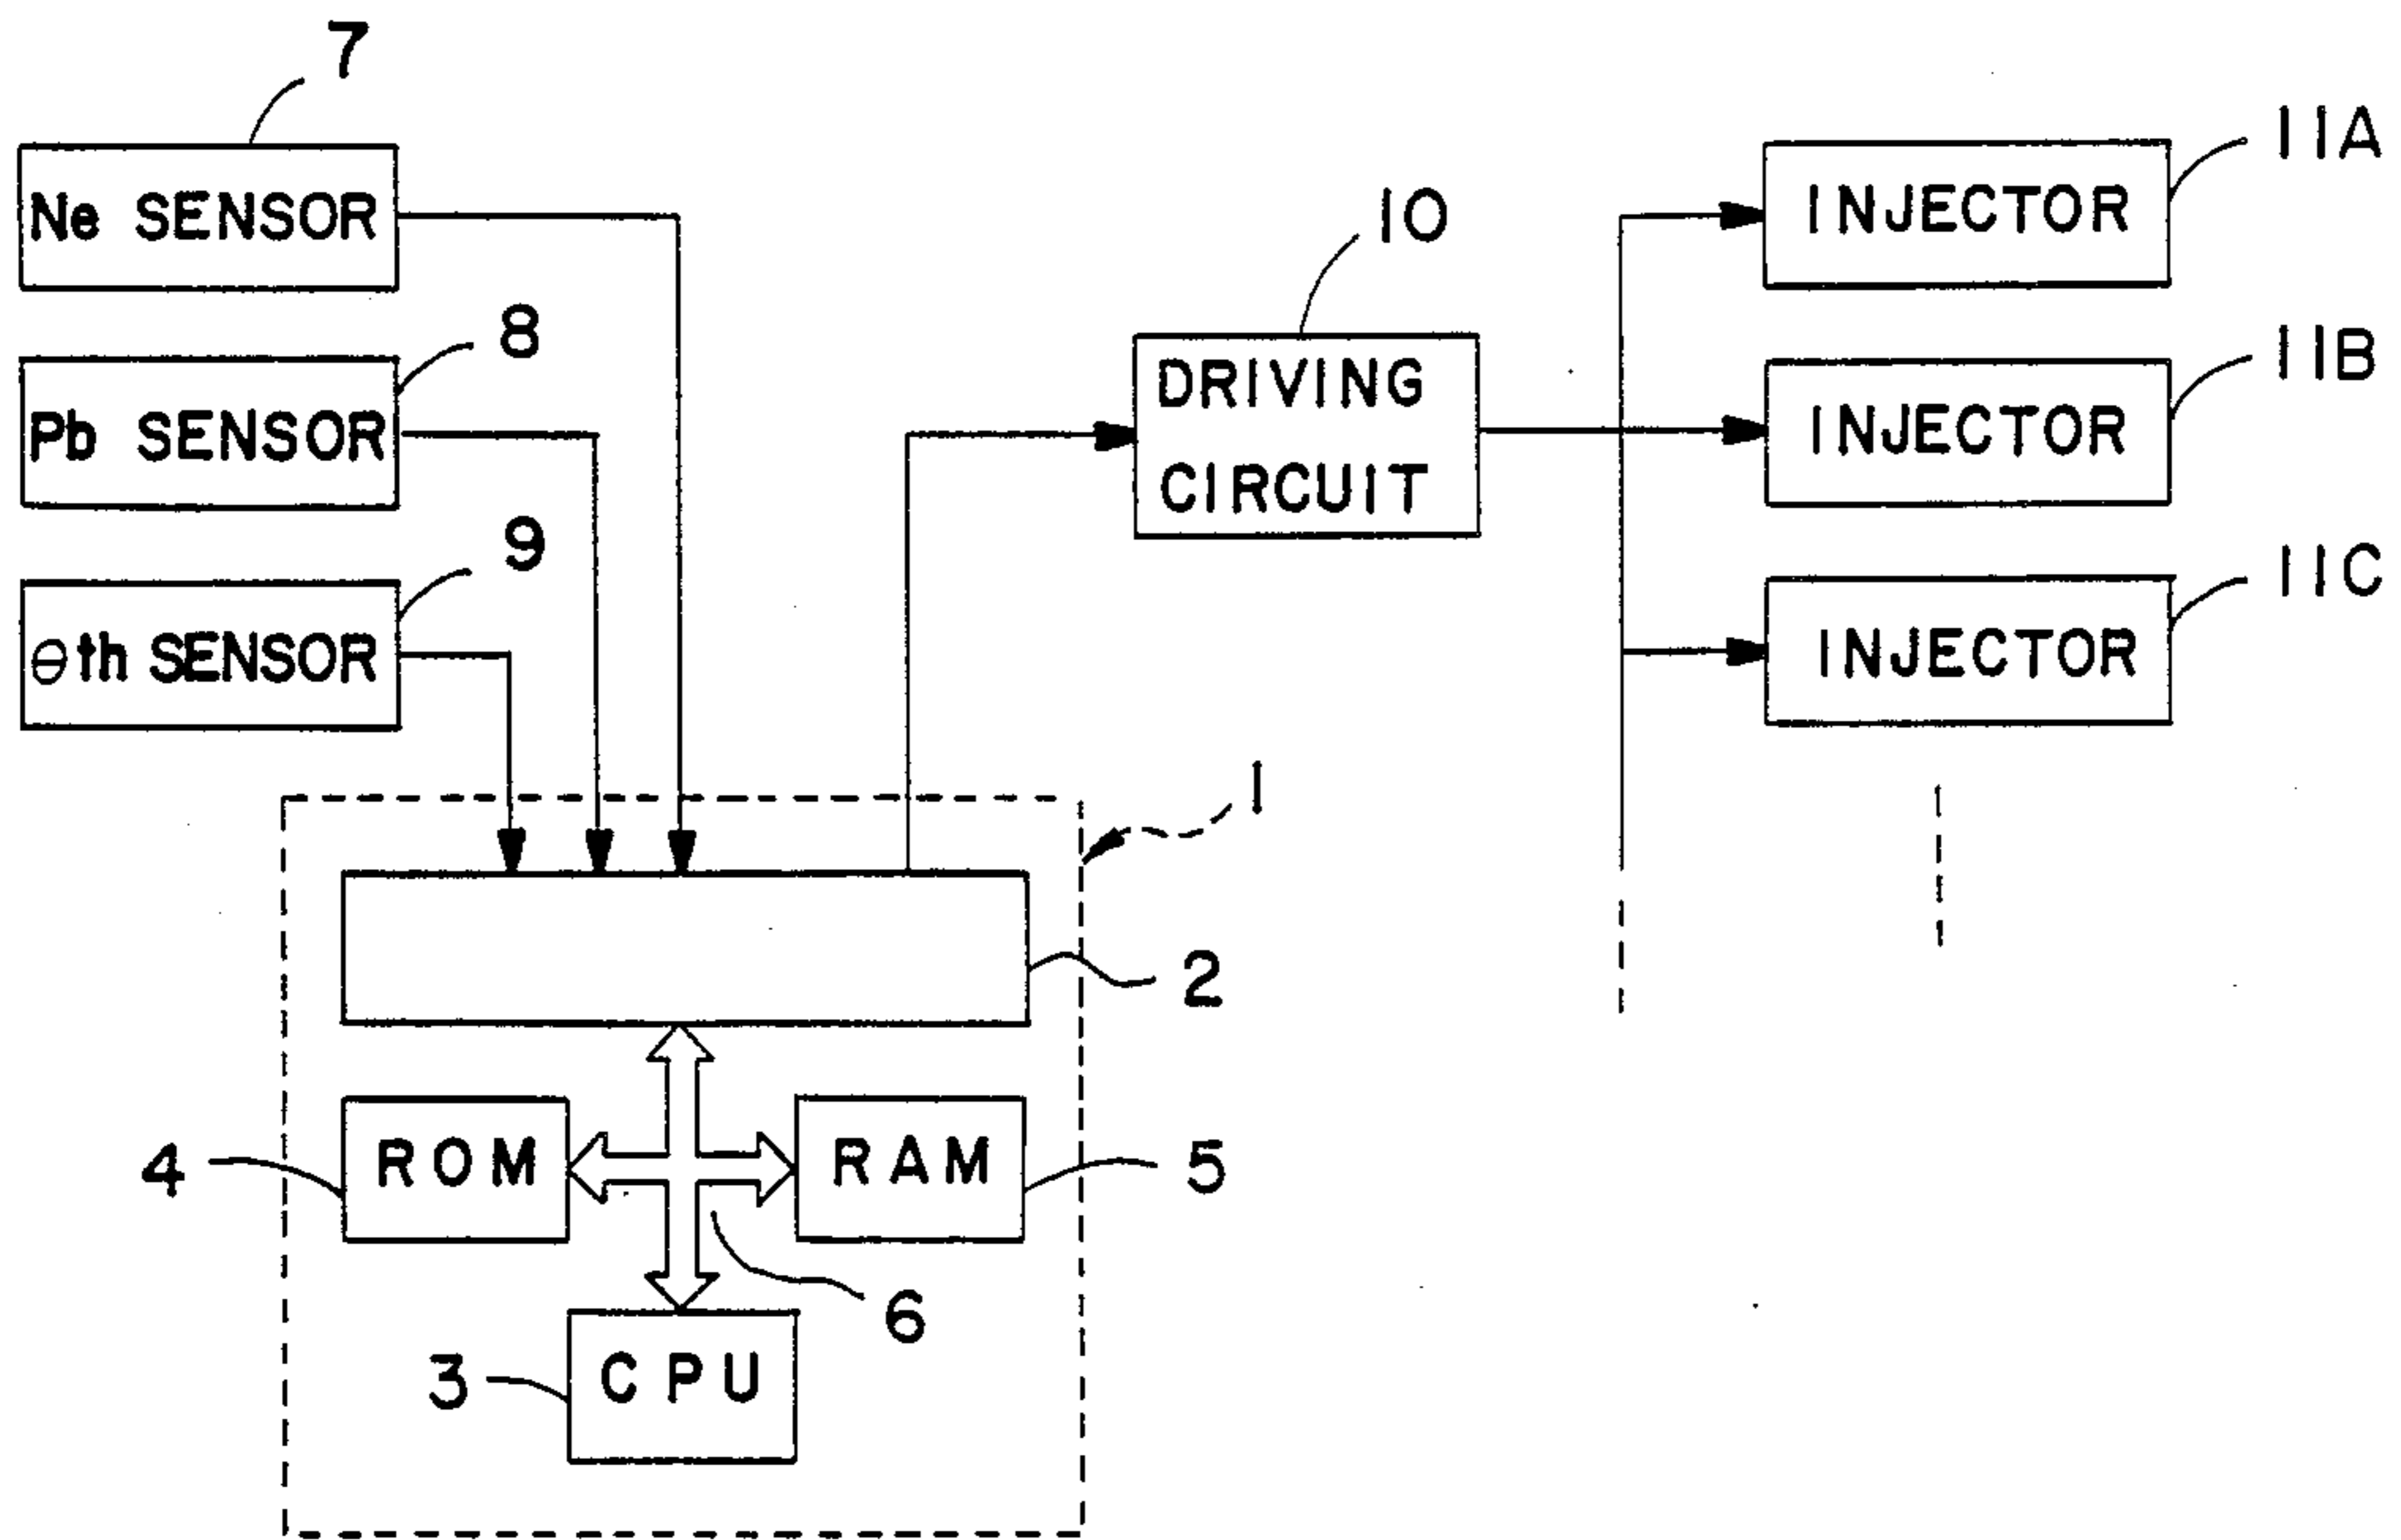 7
Ne SENSOR
8
Pb SENSOR
9
θth SENSOR
10
DRIVING
CIRCUIT
11A
INJECTOR
11B
INJECTOR
11C
INJECTOR
1
2
4
ROM
RAM
5
6
3
CPU